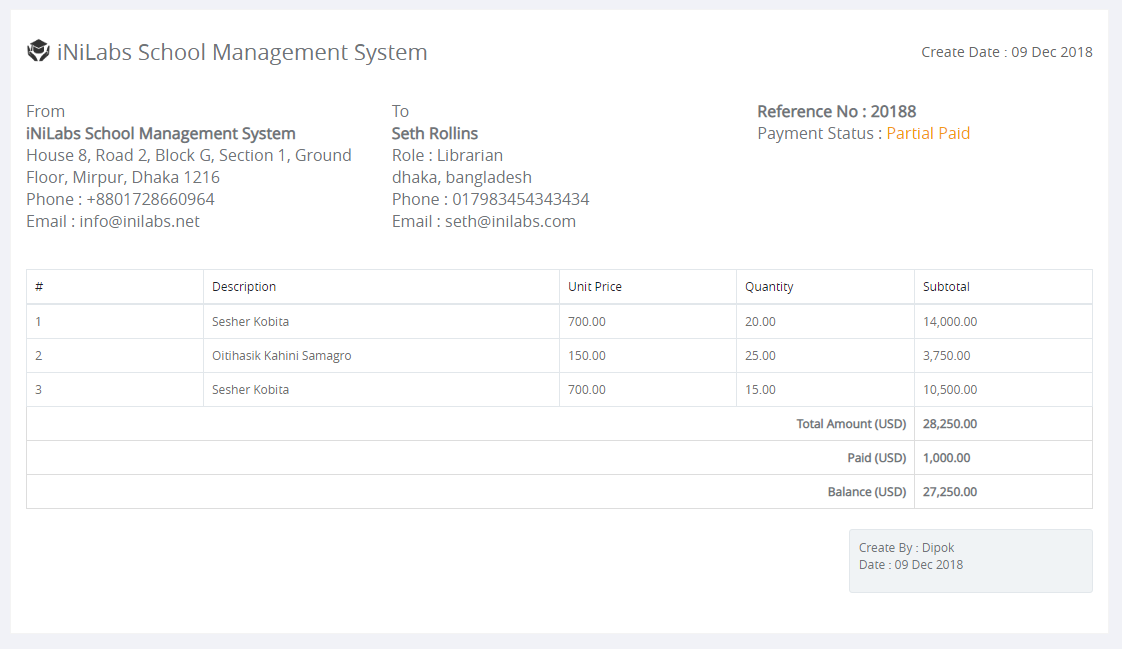 iNiLabs School Management System
Create Date : 09 Dec 2018
From
iNiLabs School Management System
House 8, Road 2, Block G, Section 1, Ground
Floor, Mirpur, Dhaka 1216
Phone : +8801728660964
Email : info@inilabs.net
To
Seth Rollins
Role : Librarian
dhaka, bangladesh
Phone : 017983454343434
Email : seth@inilabs.com
Reference No : 20188
Payment Status : Partial Paid
# Description Unit Price Quantity Subtotal
1 Sesher Kobita 700.00 20.00 14,000.00
2 Oitihasik Kahini Samagro 150.00 25.00 3,750.00
3 Sesher Kobita 700.00 15.00 10,500.00
Total Amount (USD) 28,250.00
Paid (USD) 1,000.00
Balance (USD) 27,250.00
Create By : Dipok
Date : 09 Dec 2018